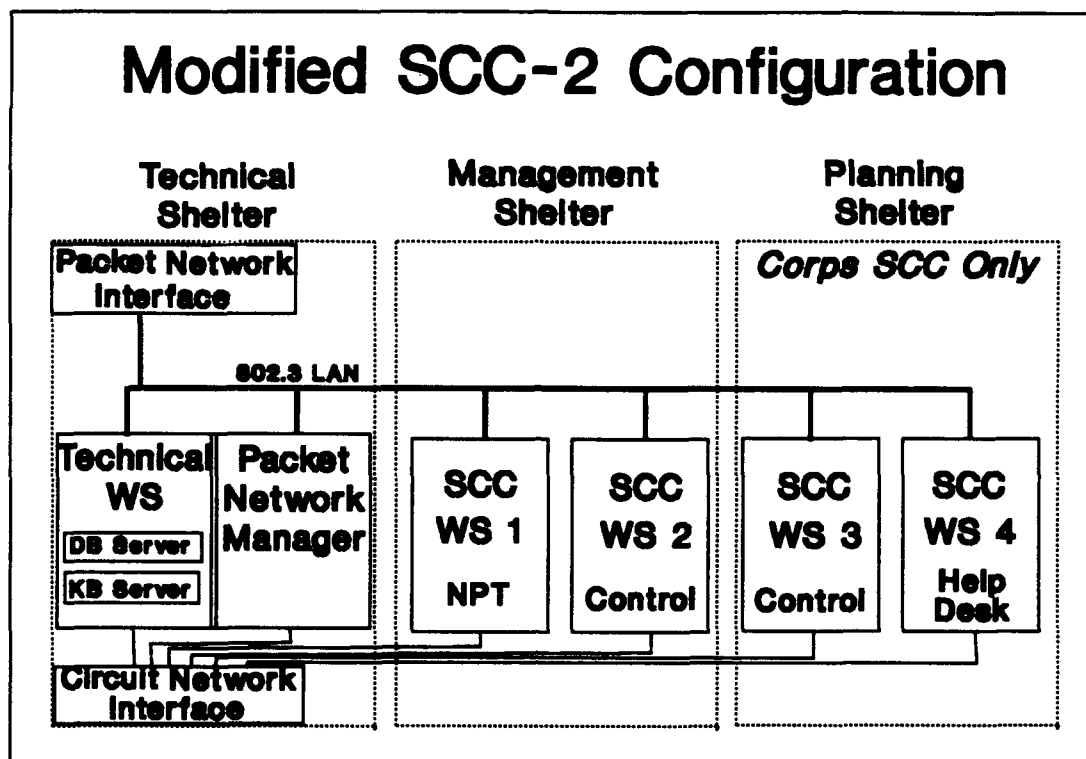 Modified SCC-2 Configuration
Technical
Shelter
Management
Shelter
Planning
Shelter
Packet Network
Interface
Corps SCC Only
802.3 LAN
Technical
WS
DB Server
KB Server
Packet
Network
Manager
SCC
WS 1
NPT
SCC
WS 2
Control
SCC
WS 3
Control
SCC
WS 4
Help
Desk
Circuit Network
Interface